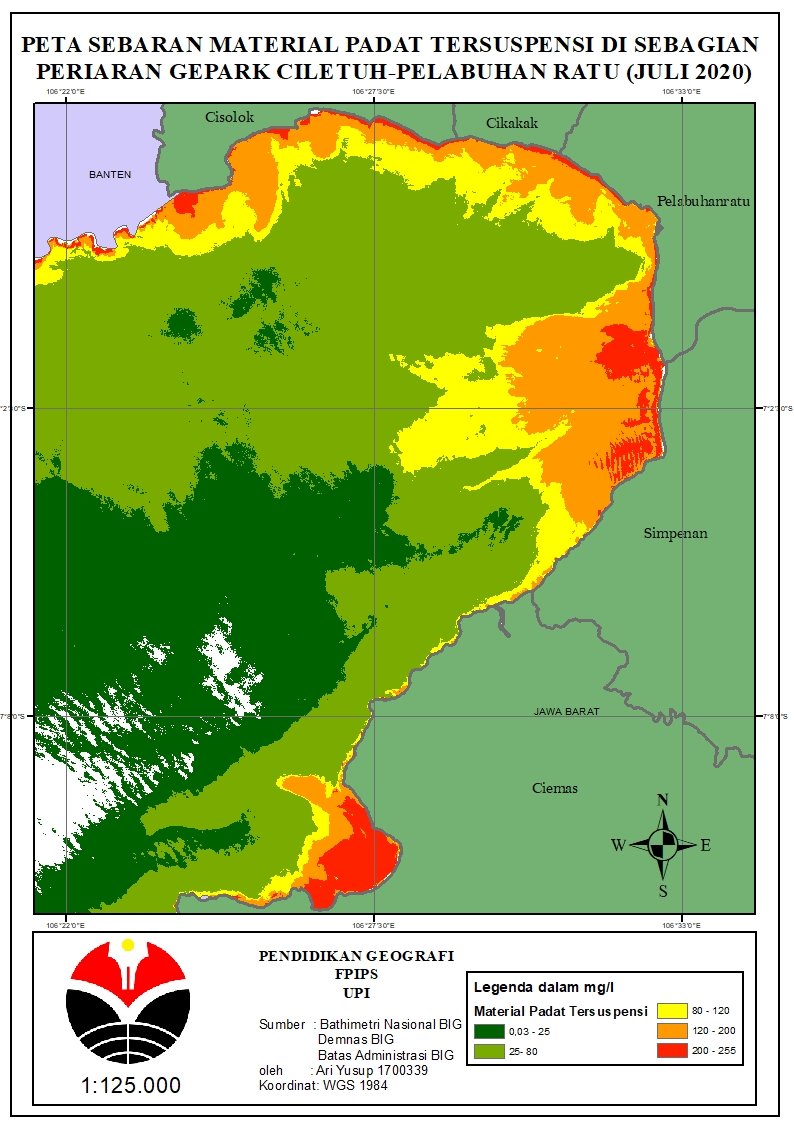 PETA SEBARAN MATERIAL PADAT TERSUSPENSI DI SEBAGIAN
PERIARAN GEPARK CILETUH-PELABUHAN RATU (JULI 2020)
106°22'0"E 106°27'30"E 106°33'0"E
Cisolok
Cikakak
BANTEN
Pelabuhanratu
7°2'30"S
Simpenan
7°8'0"S 7°8'0"S
JAWA BARAT
Ciemas
N
W E
S
106°22'0"E 106°27'30"E 106°33'0"E
PENDIDIKAN GEOGRAFI
FPIPS
UPI
Sumber : Bathimetri Nasional BIG
Demnas BIG
Batas Administrasi BIG
oleh : Ari Yusup 1700339
Koordinat: WGS 1984
1:125.000
Legenda dalam mg/l
Material Padat Tersuspensi
0,03 - 25
25- 80
80 - 120
120 - 200
200 - 255